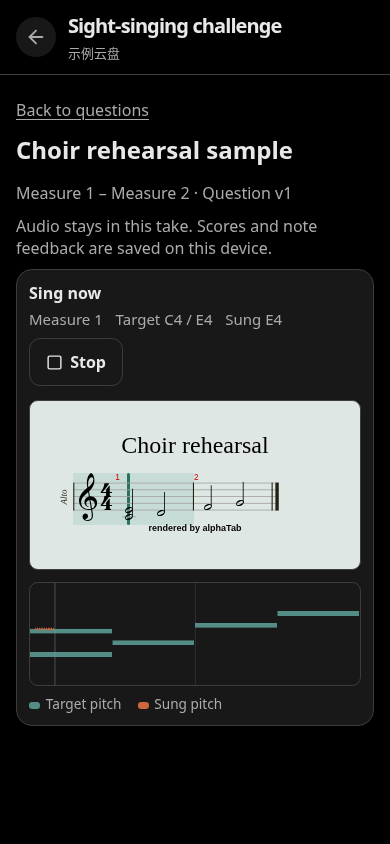 Sight-singing challenge
示例云盘
Back to questions
Choir rehearsal sample
Measure 1 – Measure 2 · Question v1
Audio stays in this take. Scores and note
feedback are saved on this device.
Sing now
Measure 1 Target C4 / E4 Sung E4
Stop
Choir rehearsal
1 2
Alto
4
4
rendered by alphaTab
Target pitch Sung pitch